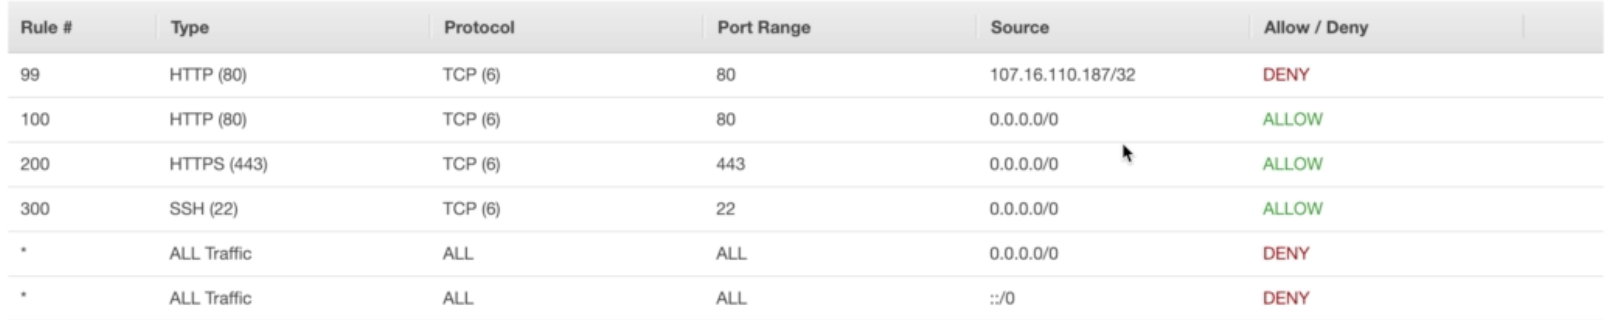 Rule # Type Protocol Port Range Source Allow / Deny
99 HTTP (80) TCP (6) 80 107.16.110.187/32 DENY
100 HTTP (80) TCP (6) 80 0.0.0.0/0 ALLOW
200 HTTPS (443) TCP (6) 443 0.0.0.0/0 ALLOW
300 SSH (22) TCP (6) 22 0.0.0.0/0 ALLOW
* ALL Traffic ALL ALL 0.0.0.0/0 DENY
* ALL Traffic ALL ALL ::/0 DENY